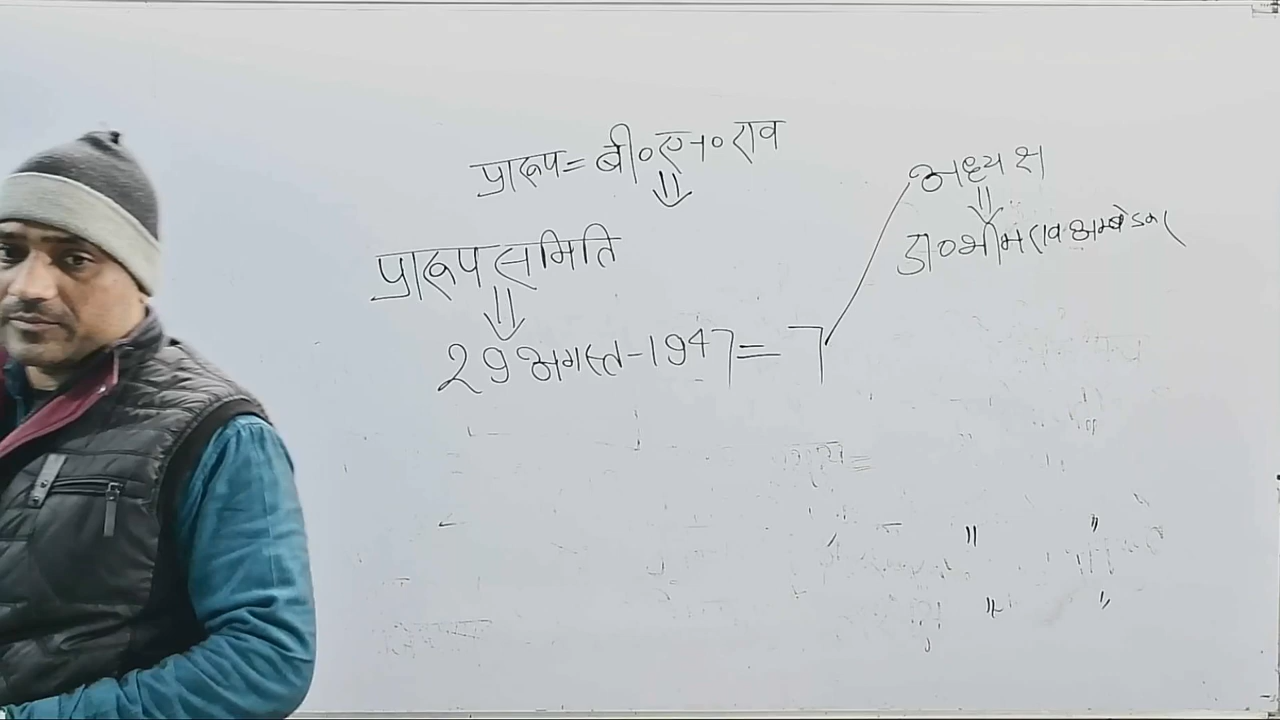 प्रारूप = बी०एन०राव
अध्यक्ष
डा०भीमराव अम्बेडकर
प्रारूप समिति
29 अगस्त - 1947 = 7